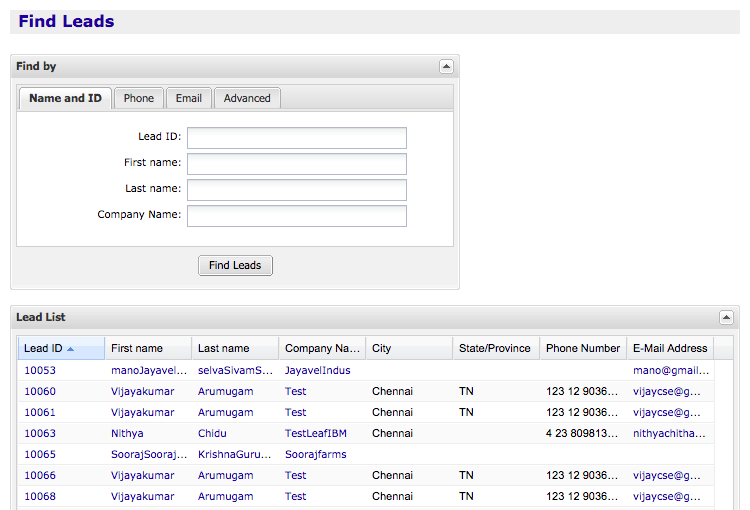 Find Leads
Find by
Name and ID Phone Email Advanced
Lead ID:
First name:
Last name:
Company Name:
Find Leads
Lead List
Lead ID First name Last name Company Na... City State/Province Phone Number E-Mail Address
10053 manoJayavel... selvaSivamS... JayavelIndus mano@gmail...
10060 Vijayakumar Arumugam Test Chennai TN 123 12 9036... vijaycse@g...
10061 Vijayakumar Arumugam Test Chennai TN 123 12 9036... vijaycse@g...
10063 Nithya Chidu TestLeafIBM Chennai 4 23 809813... nithyachitha...
10065 SoorajSooraj... KrishnaGuru... Soorajfarms
10066 Vijayakumar Arumugam Test Chennai TN 123 12 9036... vijaycse@g...
10068 Vijayakumar Arumugam Test Chennai TN 123 12 9036... vijaycse@g...